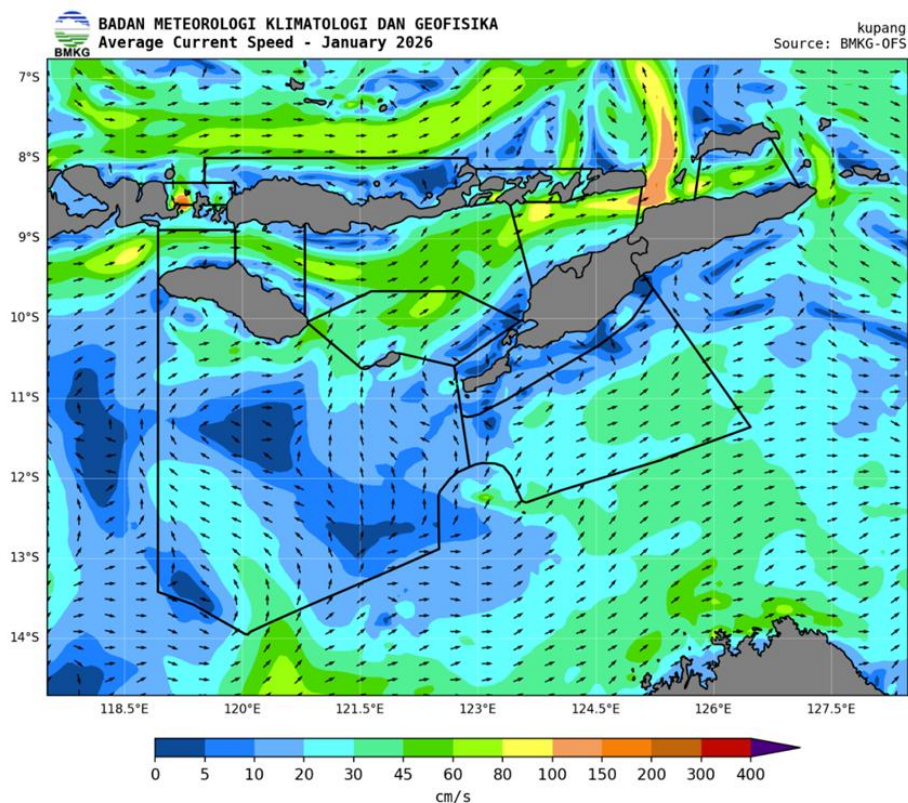 BADAN METEOROLOGI KLIMATOLOGI DAN GEOFISIKA
Average Current Speed - January 2026
BMKG
kupang
Source: BMKG-OFS
7°S
8°S
9°S
10°S
11°S
12°S
13°S
14°S
118.5°E 120°E 121.5°E 123°E 124.5°E 126°E 127.5°E
0 5 10 20 30 45 60 80 100 150 200 300 400
cm/s